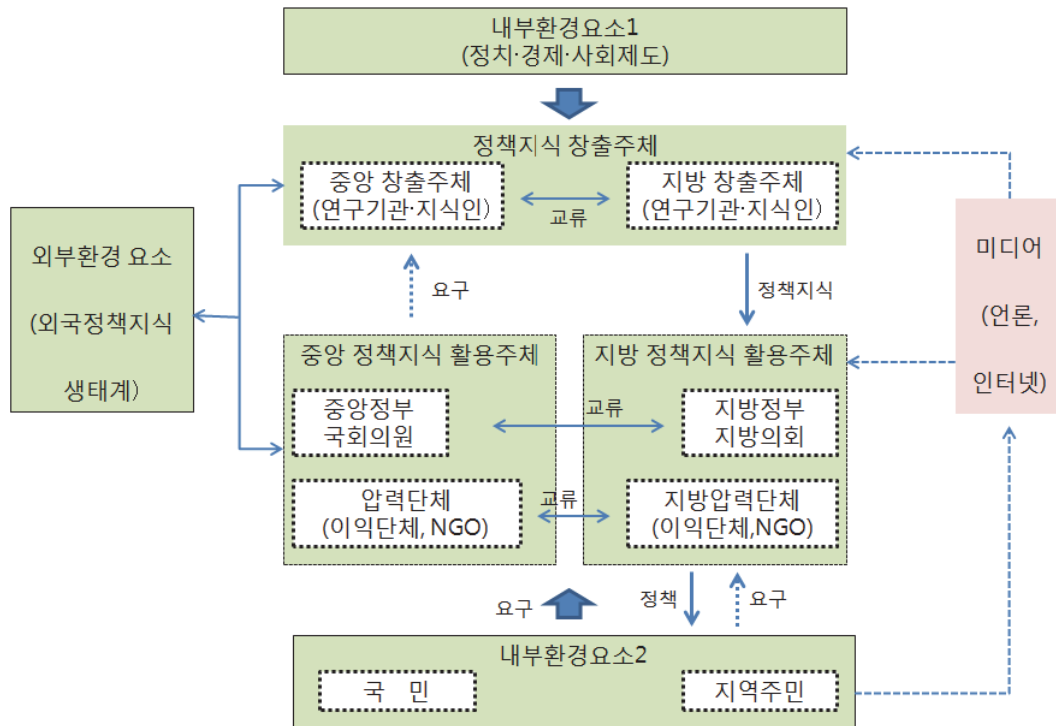 내부환경요소1
(정치·경제·사회제도)
정책지식 창출주체
중앙 창출주체
(연구기관·지식인)
교류
지방 창출주체
(연구기관·지식인)
외부환경 요소
(외국정책지식
생태계)
미디어
(언론,
인터넷)
요구
정책지식
중앙 정책지식 활용주체
지방 정책지식 활용주체
중앙정부
국회의원
교류
지방정부
지방의회
압력단체
(이익단체, NGO)
교류
지방압력단체
(이익단체,NGO)
요구
정책
요구
내부환경요소2
국 민
지역주민